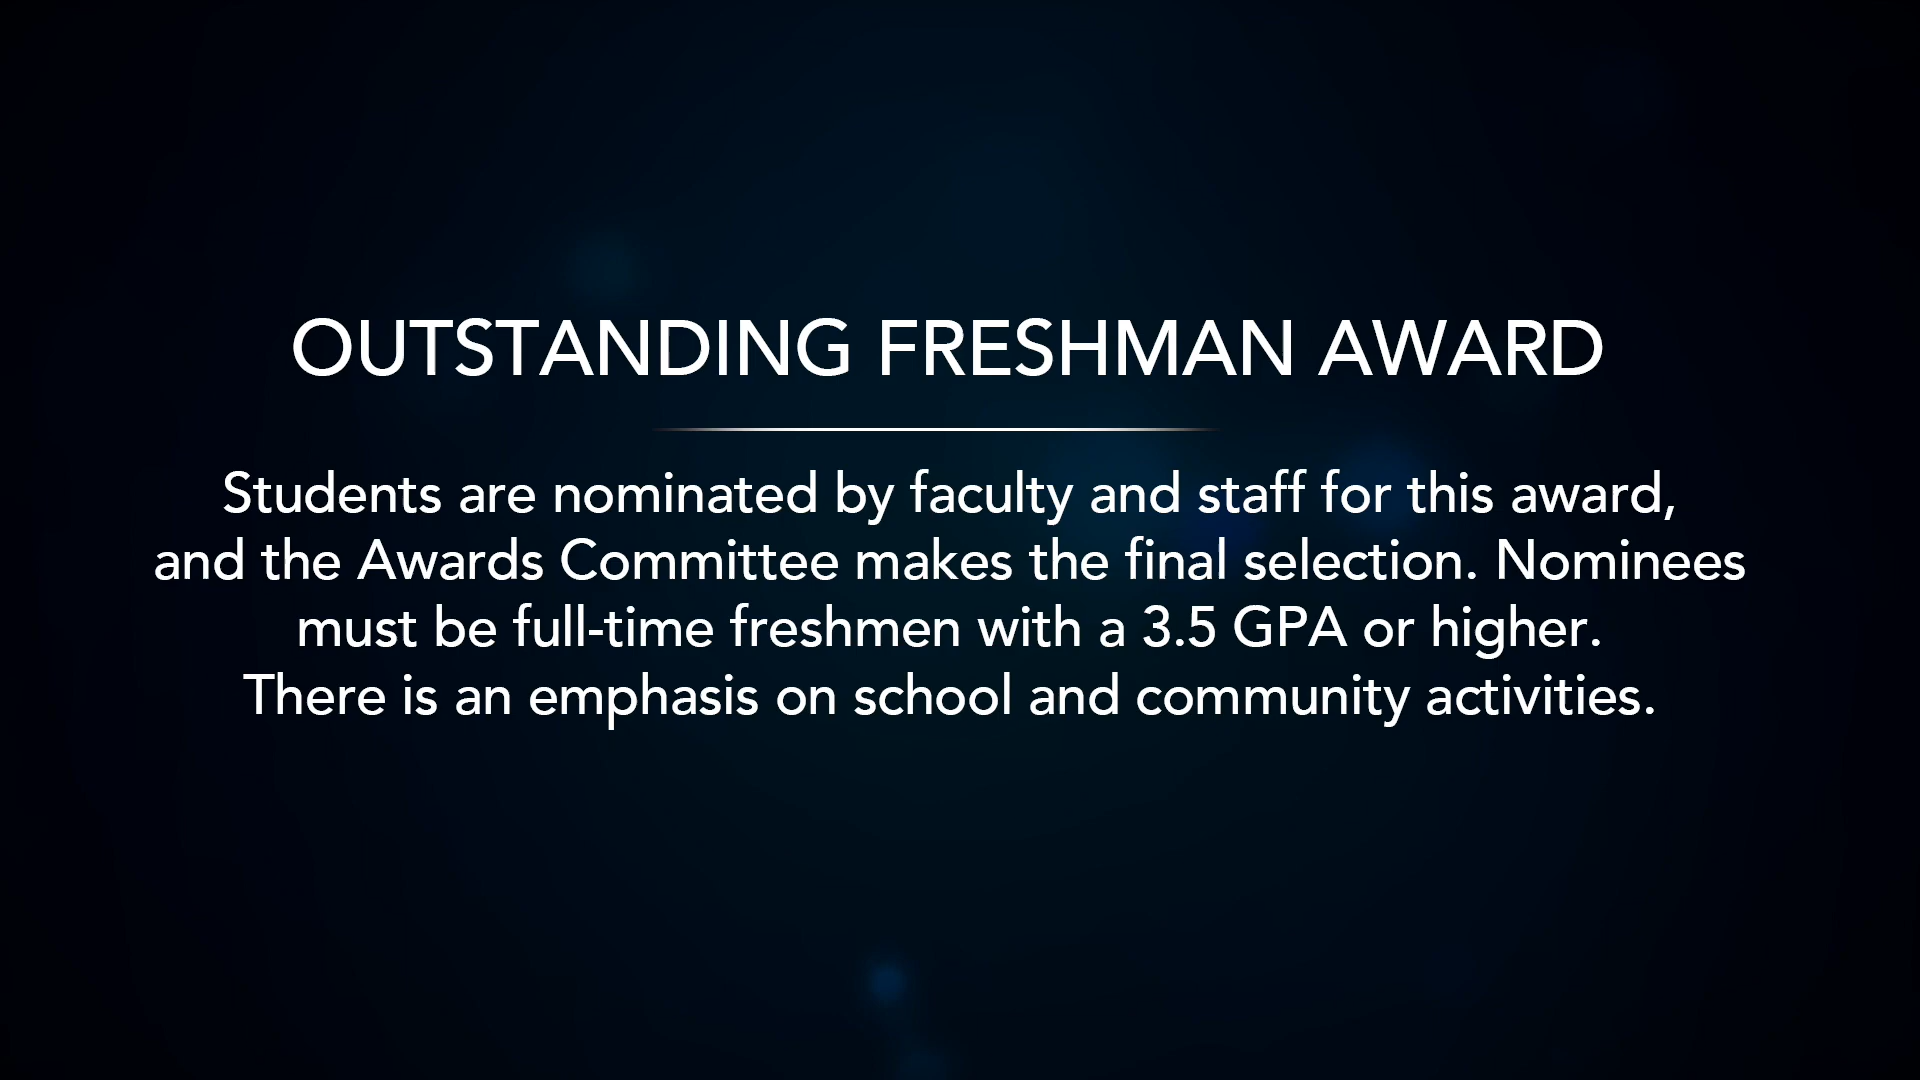 OUTSTANDING FRESHMAN AWARD
Students are nominated by faculty and staff for this award,
and the Awards Committee makes the final selection. Nominees
must be full-time freshmen with a 3.5 GPA or higher.
There is an emphasis on school and community activities.